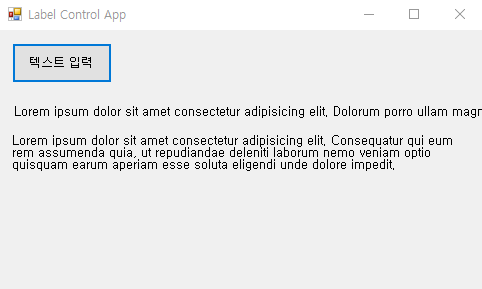 Label Control App
텍스트 입력
Lorem ipsum dolor sit amet consectetur adipisicing elit. Dolorum porro ullam magn
Lorem ipsum dolor sit amet consectetur adipisicing elit. Consequatur qui eum
rem assumenda quia, ut repudiandae deleniti laborum nemo veniam optio
quisquam earum aperiam esse soluta eligendi unde dolore impedit.